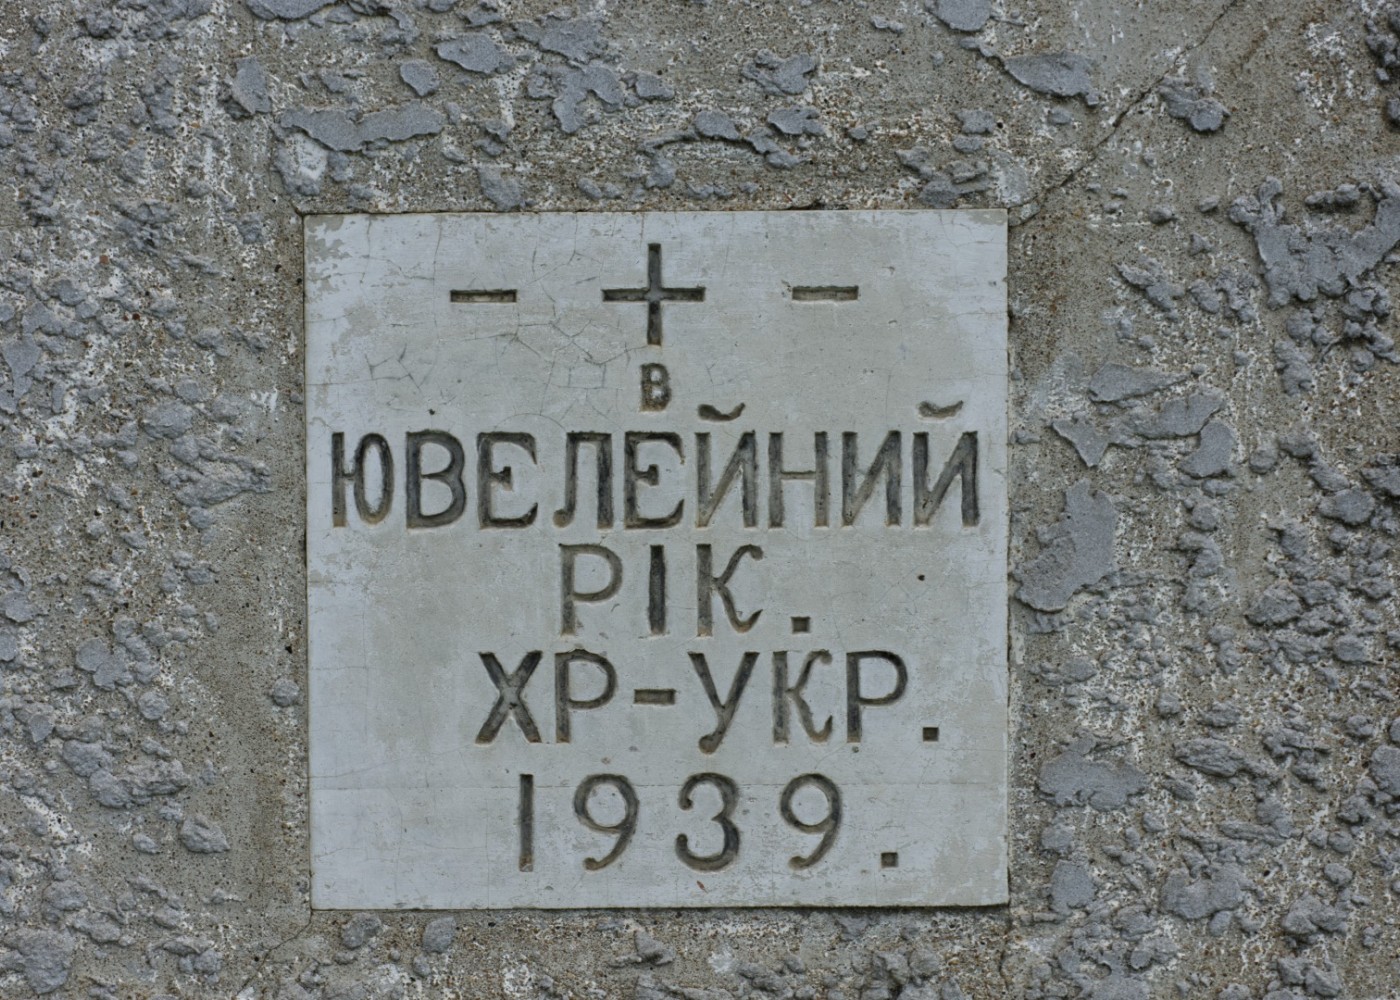 - + -
в
ЮВЕЛЕЙНИЙ
РІК.
ХР-УКР.
1939.